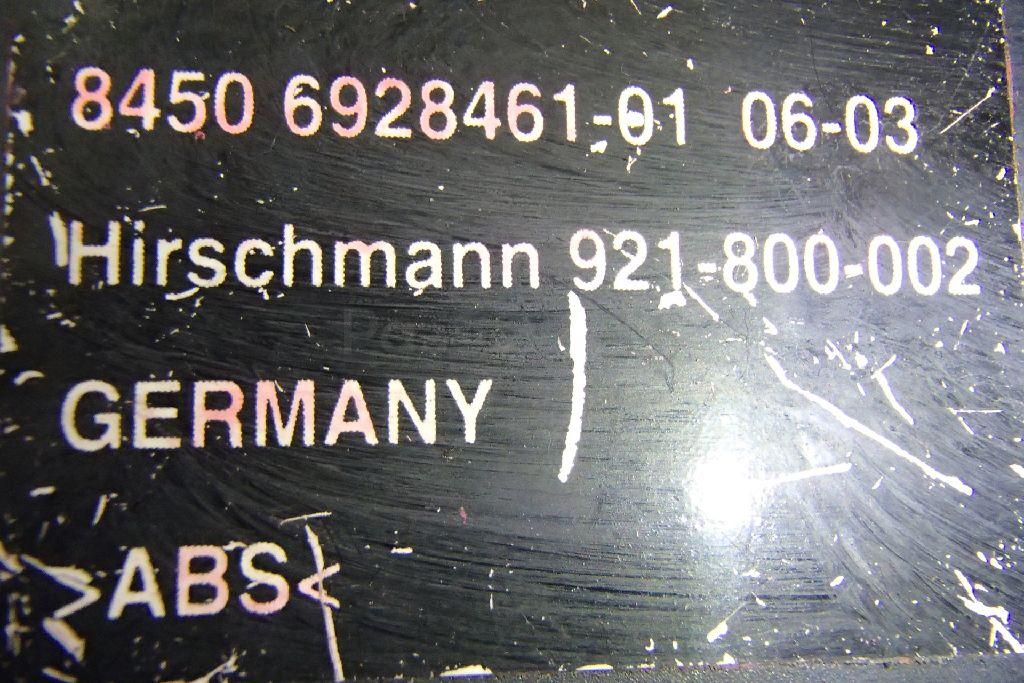 8450 6928461-01 06-03
Hirschmann 921-800-002
GERMANY
>ABS<